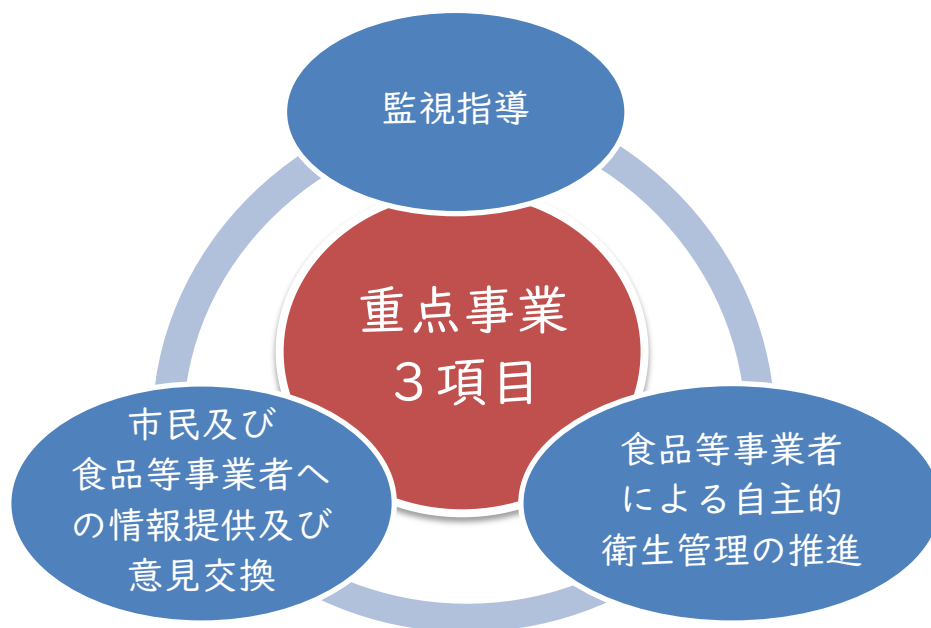 監視指導
重点事業
３項目
市民及び
食品等事業者へ
の情報提供及び
意見交換
食品等事業者
による自主的
衛生管理の推進